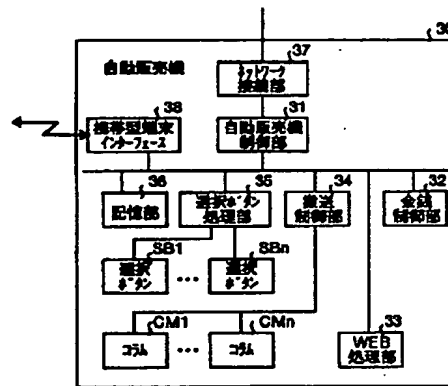 30
自動販売機
37
ネットワーク
接続部
38
携帯型端末
インターフェース
31
自動販売機
制御部
36
記憶部
35
選択ボタン
処理部
34
搬送
制御部
32
金銭
制御部
SB1
選択
ボタン
...
SBn
選択
ボタン
CM1
コラム
...
CMn
コラム
33
WEB
処理部